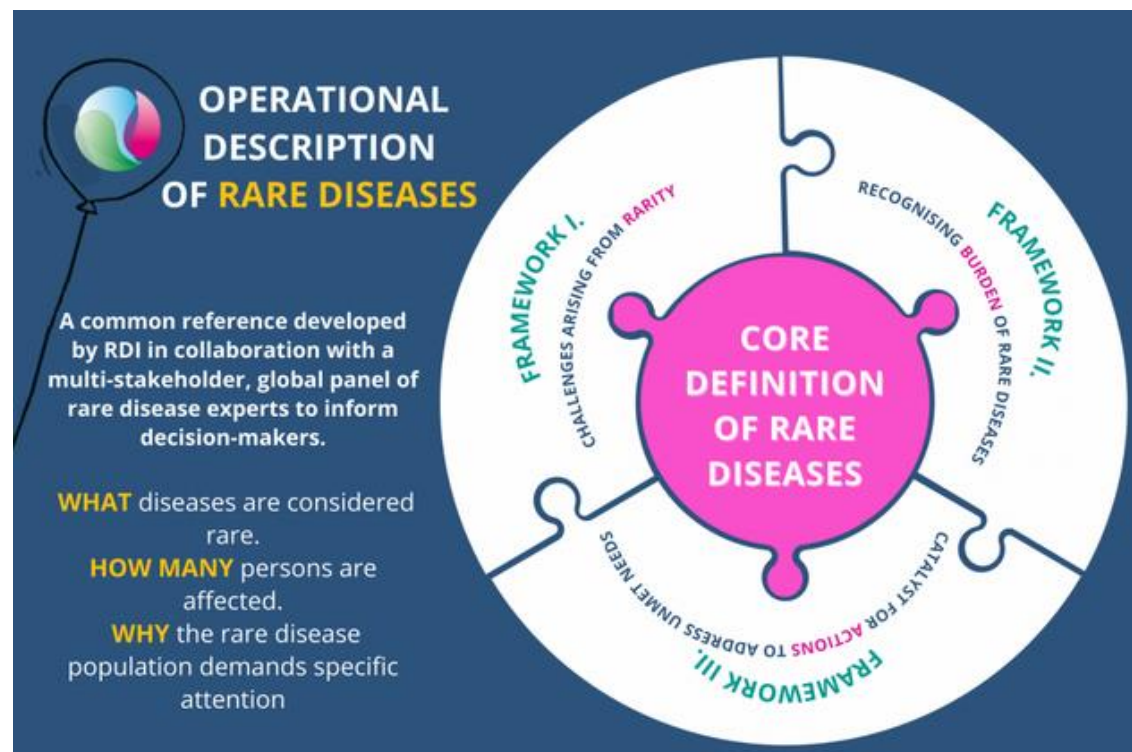 OPERATIONAL
DESCRIPTION
OF RARE DISEASES
A common reference developed
by RDI in collaboration with a
multi-stakeholder, global panel of
rare disease experts to inform
decision-makers.
WHAT diseases are considered
rare.
HOW MANY persons are
affected.
WHY the rare disease
population demands specific
attention
FRAMEWORK I.
CHALLENGES ARISING FROM RARITY
FRAMEWORK II.
RECOGNISING BURDEN OF RARE DISEASES
CORE
DEFINITION
OF RARE
DISEASES
CATALYST FOR ACTIONS TO ADDRESS UNMET NEEDS
FRAMEWORK III.